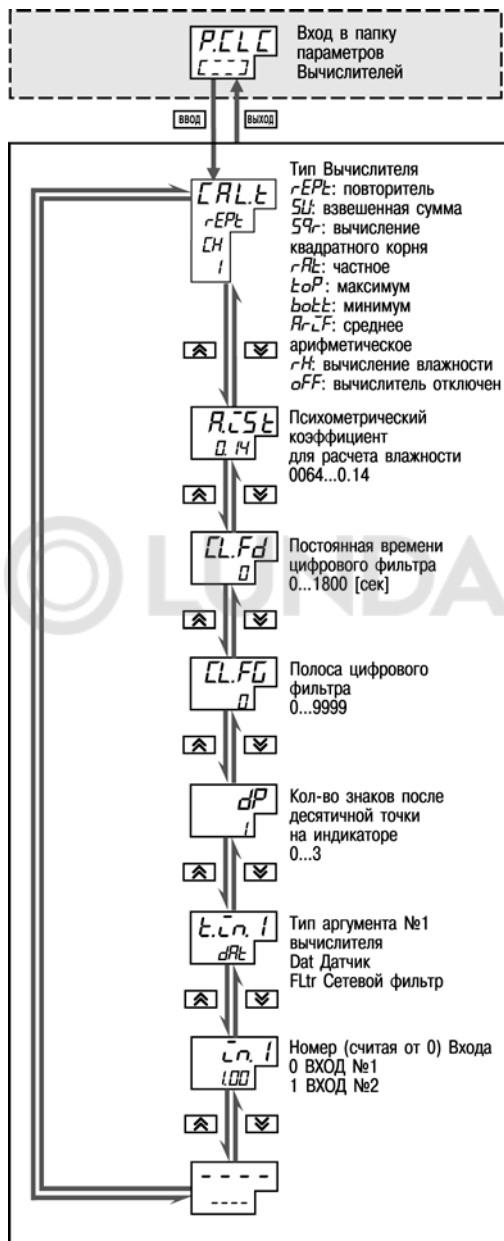 P.CLC
[---]
Вход в папку
параметров
Вычислителей
ВВОД
ВЫХОД
CAL.t
rEPt
CH
1
Тип Вычислителя
rEPt: повторитель
SU: взвешенная сумма
S9r: вычисление
квадратного корня
rAt: частное
toP: максимум
bott: минимум
AriF: среднее
арифметическое
rH: вычисление влажности
oFF: вычислитель отключен
A.iSt
0.14
Психометрический
коэффициент
для расчета влажности
0064...0.14
CL.Fd
0
Постоянная времени
цифрового фильтра
0...1800 [сек]
LUNDA
CL.FG
0
Полоса цифрового
фильтра
0...9999
dP
1
Кол-во знаков после
десятичной точки
на индикаторе
0...3
t.in.1
dAt
Тип аргумента №1
вычислителя
Dat Датчик
FLtr Сетевой фильтр
in.1
1.00
Номер (считая от 0) Входа
0 ВХОД №1
1 ВХОД №2
- - - -
- - - -